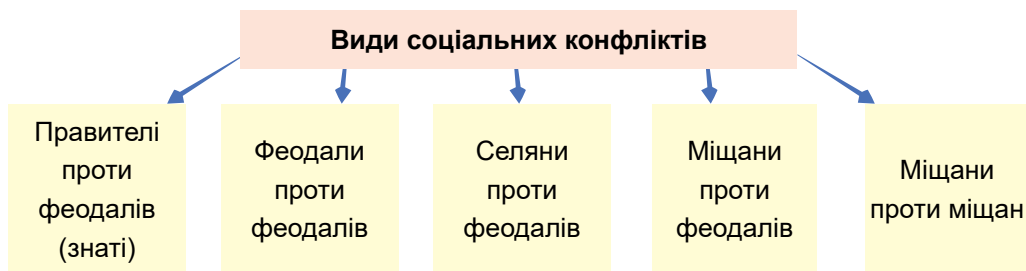 Види соціальних конфліктів
Правителі
проти
феодалів
(знаті)
Феодали
проти
феодалів
Селяни
проти
феодалів
Міщани
проти
феодалів
Міщани
проти міщан